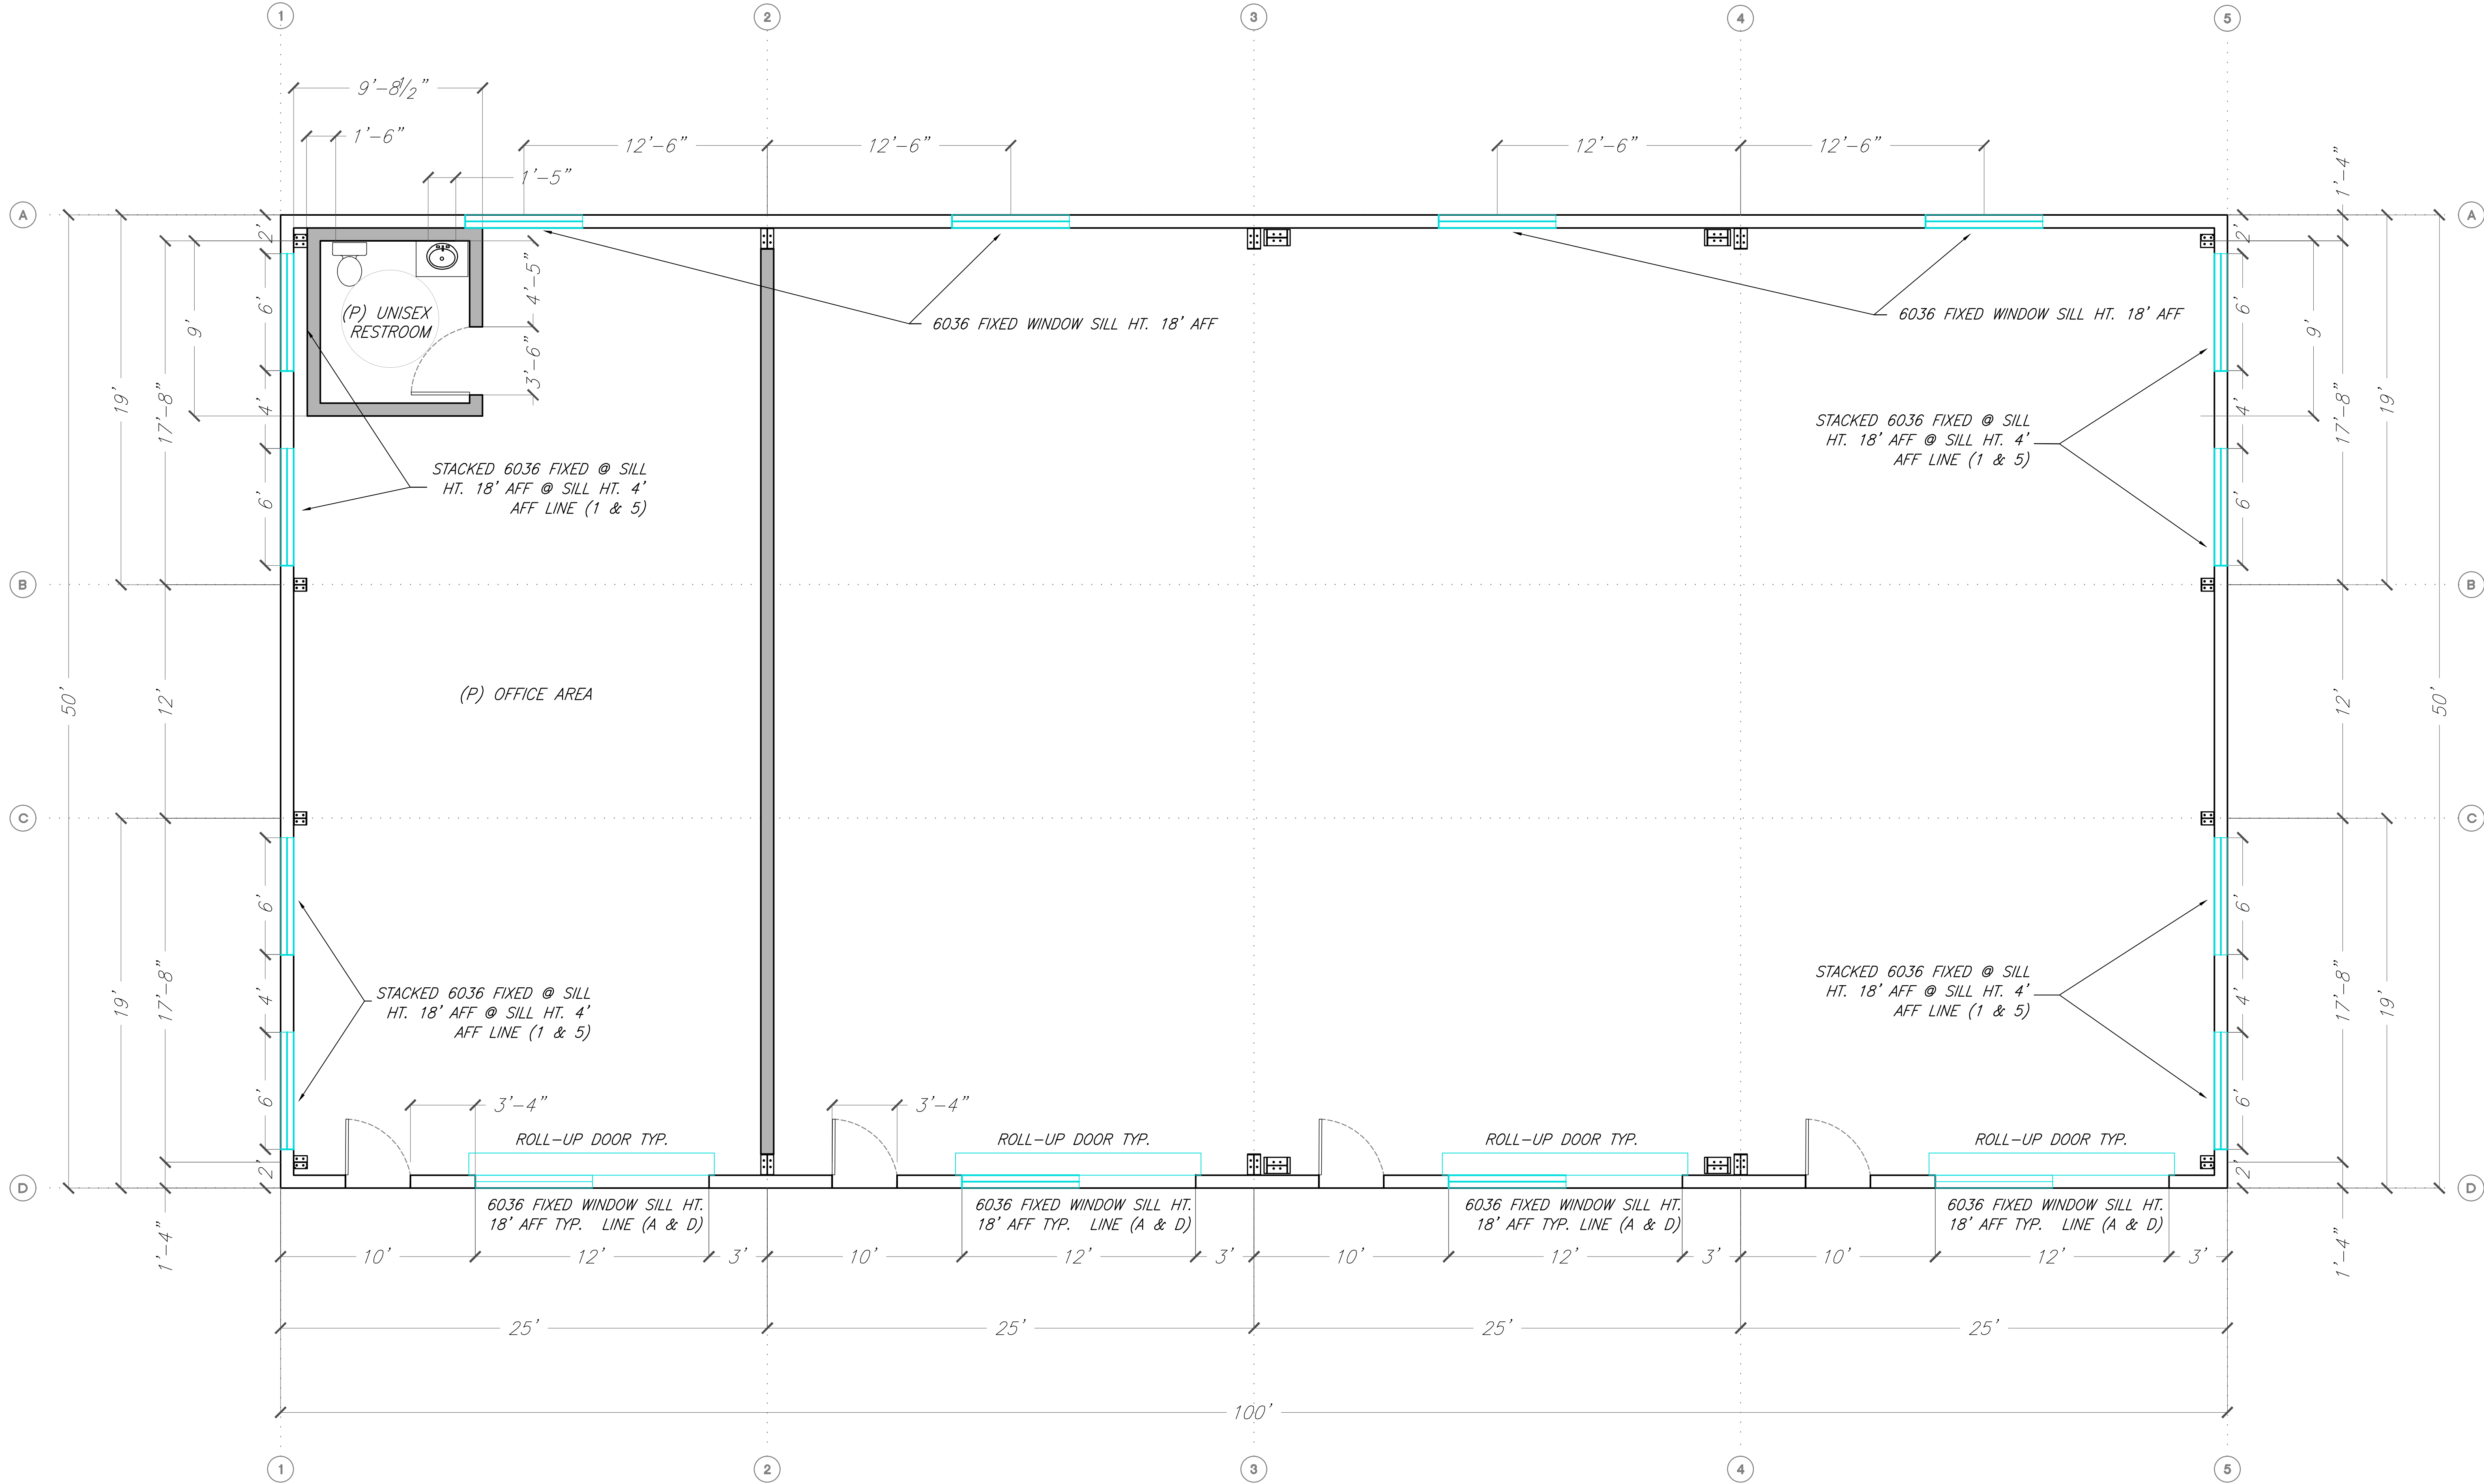 1 2 3 4 5
9'-8 1/2"
1'-6"
12'-6" 12'-6" 12'-6" 12'-6"
1'-5"
1'-4"
A A
2' 2'
4'-5"
6' 6'
(P) UNISEX
RESTROOM
9' 9'
3'-6"
6036 FIXED WINDOW SILL HT. 18' AFF
6036 FIXED WINDOW SILL HT. 18' AFF
19' 17'-8" 4' 4' 17'-8" 19'
STACKED 6036 FIXED @ SILL
HT. 18' AFF @ SILL HT. 4'
AFF LINE (1 & 5)
STACKED 6036 FIXED @ SILL
HT. 18' AFF @ SILL HT. 4'
AFF LINE (1 & 5)
6' 6'
B B
50' 12' 12' 50'
(P) OFFICE AREA
C C
6' 6'
19' 17'-8" 4' 4' 17'-8" 19'
STACKED 6036 FIXED @ SILL
HT. 18' AFF @ SILL HT. 4'
AFF LINE (1 & 5)
STACKED 6036 FIXED @ SILL
HT. 18' AFF @ SILL HT. 4'
AFF LINE (1 & 5)
6' 6'
3'-4" 3'-4"
ROLL-UP DOOR TYP. ROLL-UP DOOR TYP. ROLL-UP DOOR TYP. ROLL-UP DOOR TYP.
2' 2'
D D
6036 FIXED WINDOW SILL HT.
18' AFF TYP. LINE (A & D)
6036 FIXED WINDOW SILL HT.
18' AFF TYP. LINE (A & D)
6036 FIXED WINDOW SILL HT.
18' AFF TYP. LINE (A & D)
6036 FIXED WINDOW SILL HT.
18' AFF TYP. LINE (A & D)
1'-4" 1'-4"
10' 12' 3' 10' 12' 3' 10' 12' 3' 10' 12' 3'
25' 25' 25' 25'
100'
1 2 3 4 5